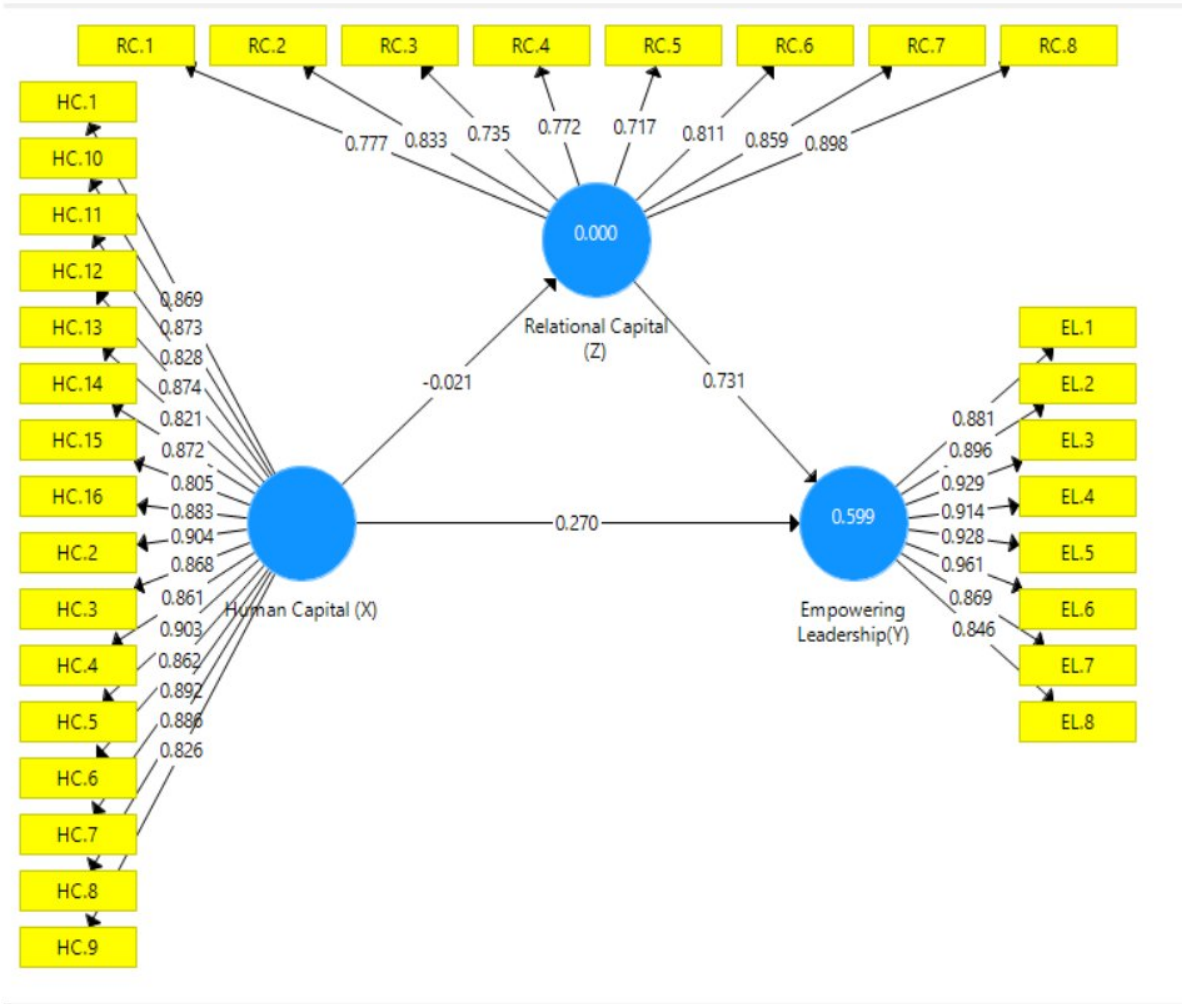 RC.1 RC.2 RC.3 RC.4 RC.5 RC.6 RC.7 RC.8
0.777 0.833 0.735 0.772 0.717 0.811 0.859 0.898
HC.1
HC.10
HC.11
HC.12
HC.13
HC.14
HC.15
HC.16
HC.2
HC.3
HC.4
HC.5
HC.6
HC.7
HC.8
HC.9
0.869
0.873
0.828
0.874
0.821
0.872
0.805
0.883
0.904
0.868
0.861
0.903
0.862
0.892
0.886
0.826
0.000
Relational Capital
(Z)
-0.021
0.731
Human Capital (X)
0.270
0.599
Empowering
Leadership(Y)
0.881
0.896
0.929
0.914
0.928
0.961
0.869
0.846
EL.1
EL.2
EL.3
EL.4
EL.5
EL.6
EL.7
EL.8